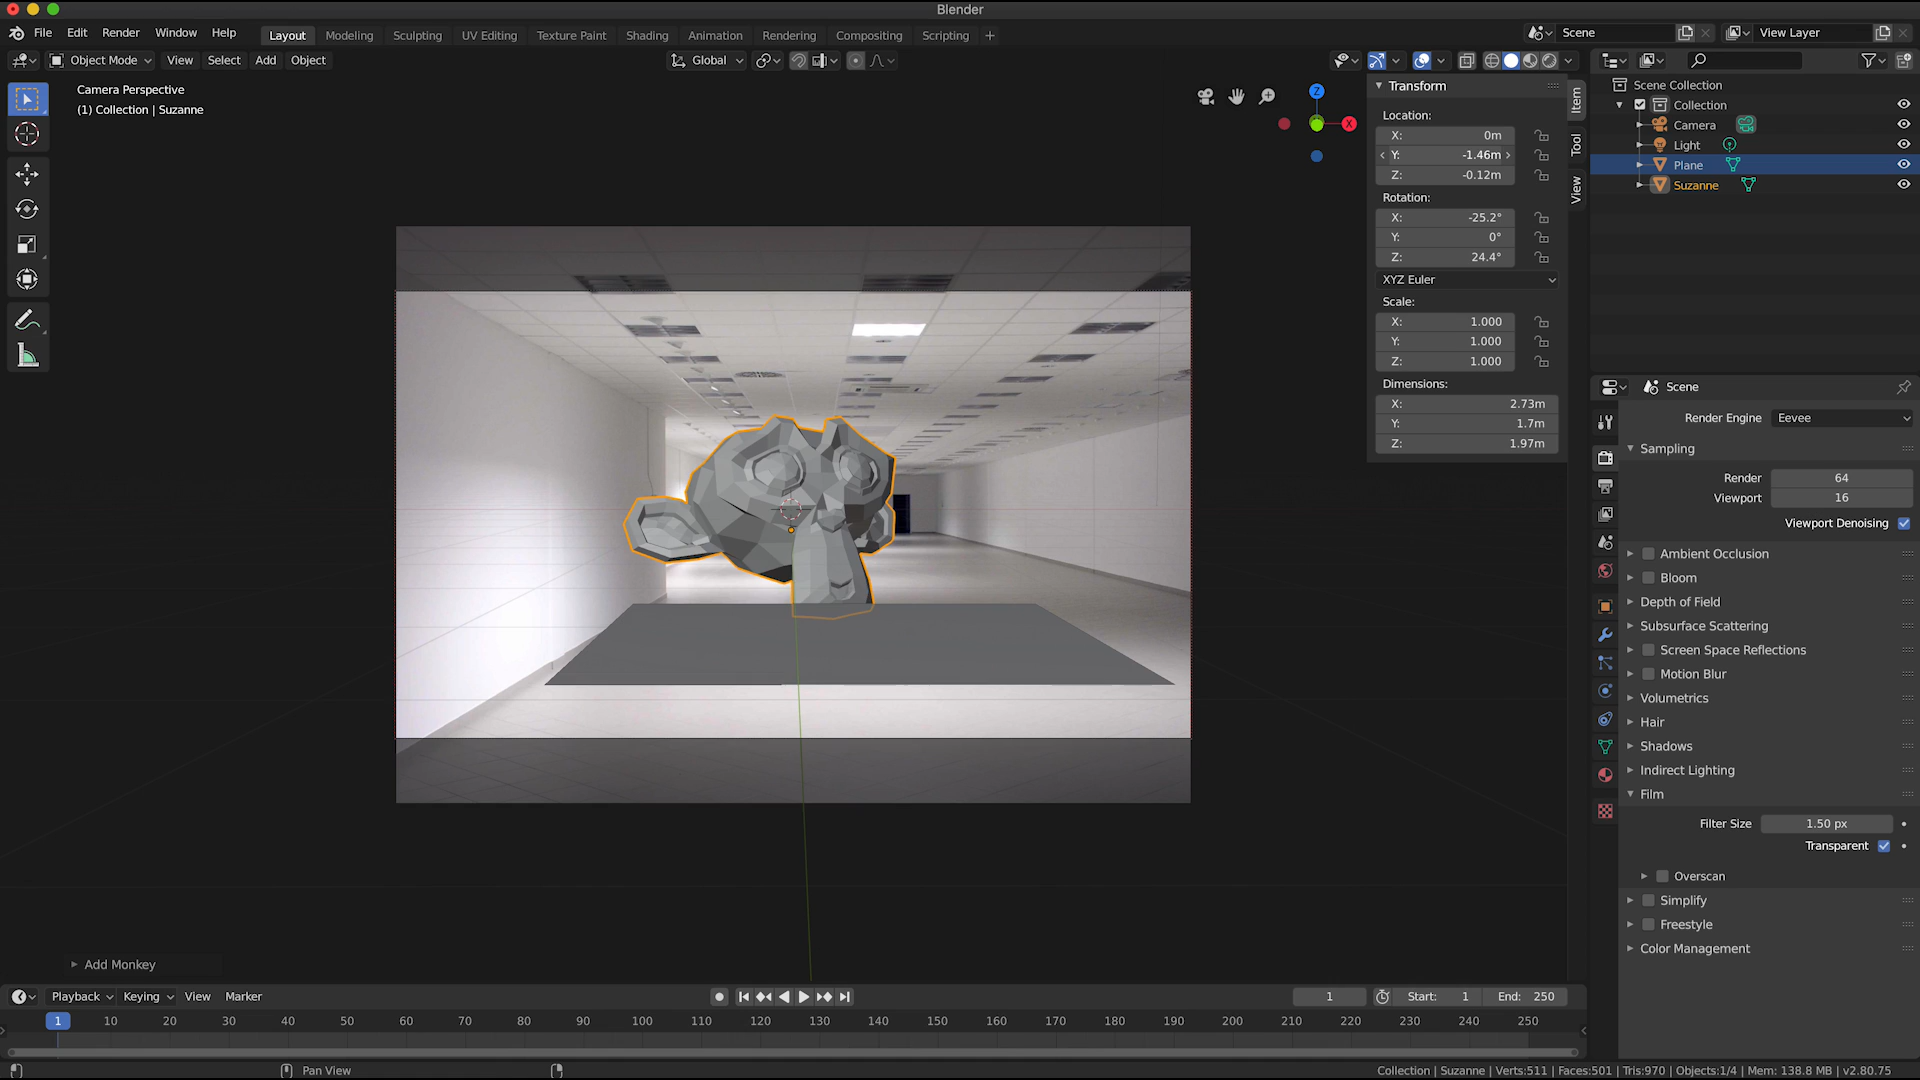 Blender
File Edit Render Window Help Layout Modeling Sculpting UV Editing Texture Paint Shading Animation Rendering Compositing Scripting + Scene View Layer
Object Mode View Select Add Object Global
Camera Perspective
(1) Collection | Suzanne
Z
X
Transform
Location:
X: 0m
Y: -1.46m
Z: -0.12m
Rotation:
X: -25.2°
Y: 0°
Z: 24.4°
XYZ Euler
Scale:
X: 1.000
Y: 1.000
Z: 1.000
Dimensions:
X: 2.73m
Y: 1.7m
Z: 1.97m
Item
Tool
View
Scene Collection
Collection
Camera
Light
Plane
Suzanne
Scene
Render Engine Eevee
Sampling
Render 64
Viewport 16
Viewport Denoising
Ambient Occlusion
Bloom
Depth of Field
Subsurface Scattering
Screen Space Reflections
Motion Blur
Volumetrics
Hair
Shadows
Indirect Lighting
Film
Filter Size 1.50 px
Transparent
Overscan
Simplify
Freestyle
Color Management
Add Monkey
Playback Keying View Marker 1 Start: 1 End: 250
1 10 20 30 40 50 60 70 80 90 100 110 120 130 140 150 160 170 180 190 200 210 220 230 240 250
Pan View Collection | Suzanne | Verts:511 | Faces:501 | Tris:970 | Objects:1/4 | Mem: 138.8 MB | v2.80.75